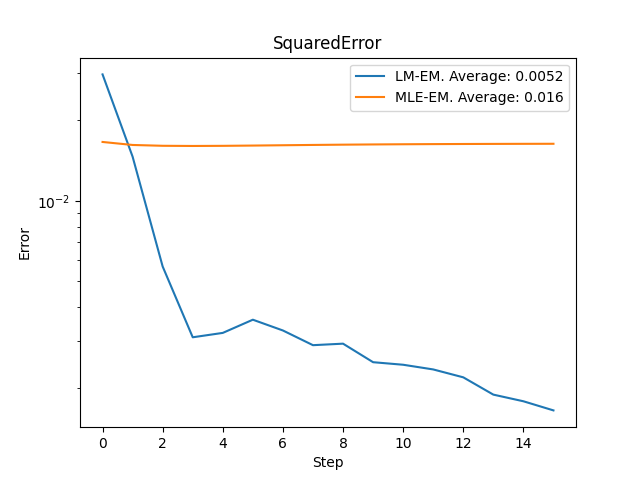 SquaredError
LM-EM. Average: 0.0052
MLE-EM. Average: 0.016
10⁻²
Error
0 2 4 6 8 10 12 14
Step